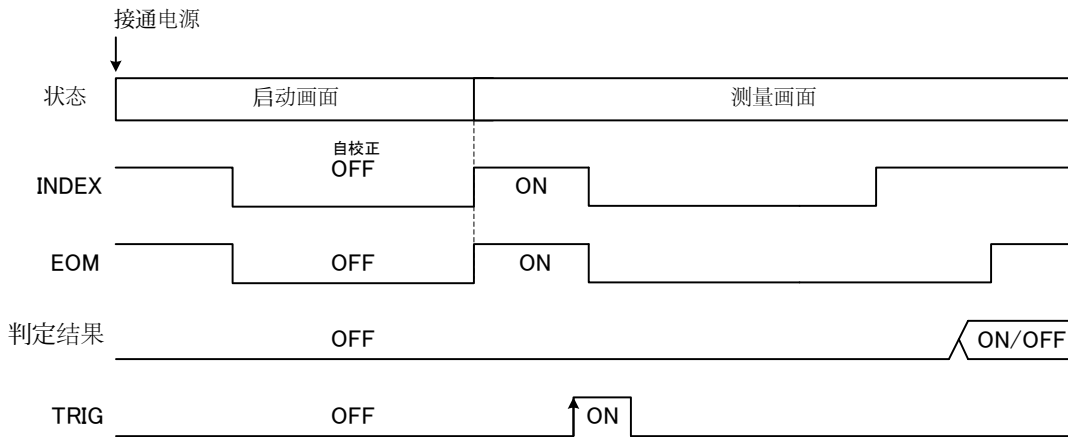 接通电源
状态 启动画面 测量画面
自校正
INDEX OFF ON
EOM OFF ON
判定结果 OFF ON/OFF
TRIG OFF ON